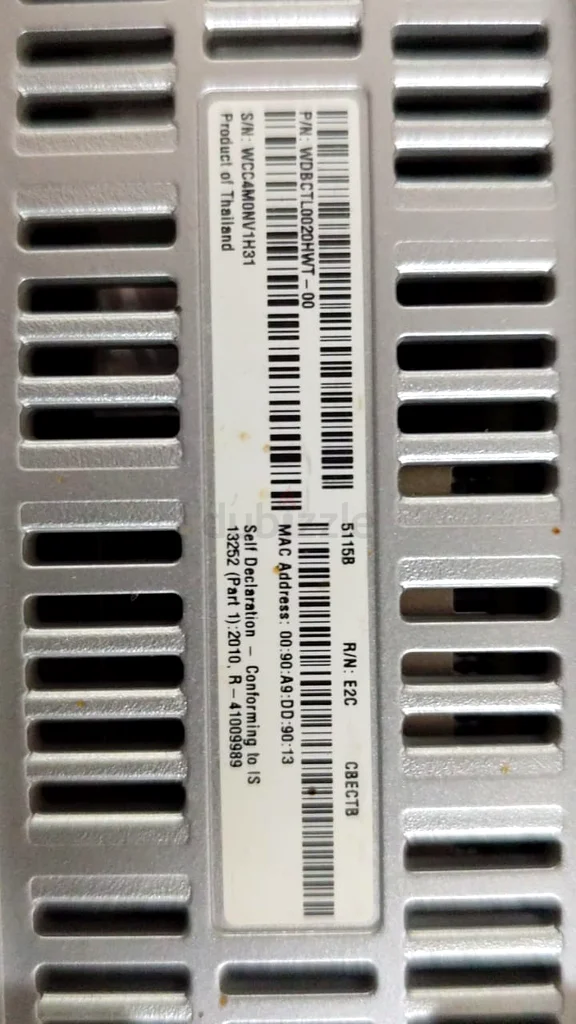 5115B R/N: E2C CBECTB
P/N: WDBCTL0020HWT-00
MAC Address: 00:90:A9:DD:90:13
S/N: WCC4M0NV1H31
Self Declaration - Conforming to IS
Product of Thailand
13252 (Part 1):2010, R-41009989
dubizzle